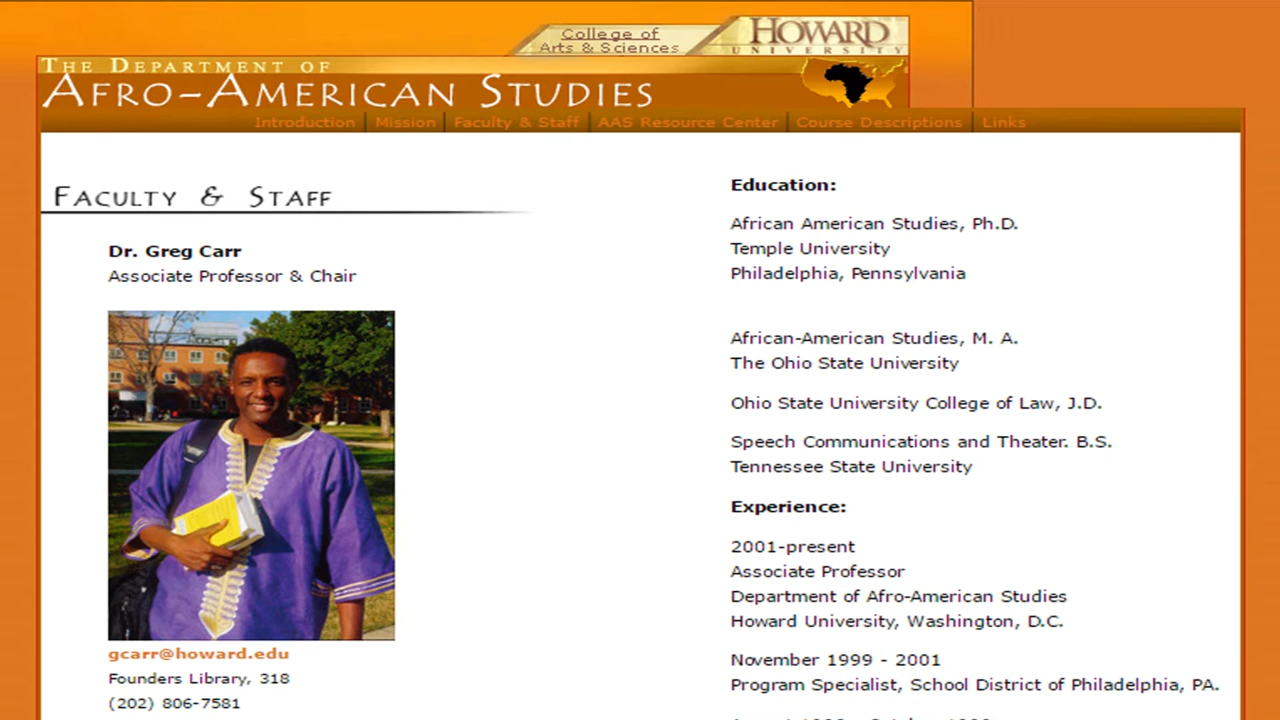 College of
Arts & Sciences
HOWARD
UNIVERSITY
THE DEPARTMENT OF
AFRO-AMERICAN STUDIES
Introduction | Mission | Faculty & Staff | AAS Resource Center | Course Descriptions | Links
FACULTY & STAFF
Dr. Greg Carr
Associate Professor & Chair
gcarr@howard.edu
Founders Library, 318
(202) 806-7581
Education:
African American Studies, Ph.D.
Temple University
Philadelphia, Pennsylvania
African-American Studies, M. A.
The Ohio State University
Ohio State University College of Law, J.D.
Speech Communications and Theater. B.S.
Tennessee State University
Experience:
2001-present
Associate Professor
Department of Afro-American Studies
Howard University, Washington, D.C.
November 1999 - 2001
Program Specialist, School District of Philadelphia, PA.